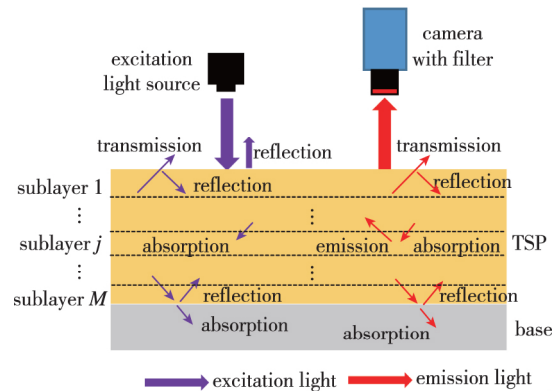 excitation
light source
camera
with filter
transmission
reflection
transmission
reflection
reflection
sublayer 1
⋮
⋮
sublayer j
absorption
emission
absorption
TSP
⋮
⋮
sublayer M
reflection
reflection
absorption
absorption
base
excitation light
emission light